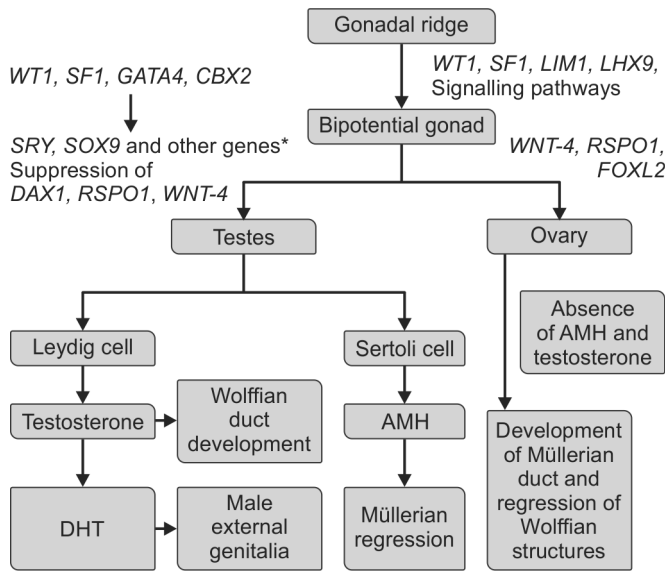 Gonadal ridge
WT1, SF1, GATA4, CBX2
WT1, SF1, LIM1, LHX9,
Signalling pathways
Bipotential gonad
SRY, SOX9 and other genes*
Suppression of
DAX1, RSPO1, WNT-4
WNT-4, RSPO1,
FOXL2
Testes
Ovary
Absence
of AMH and
testosterone
Leydig cell
Sertoli cell
Testosterone
Wolffian
duct
development
AMH
Development
of Müllerian
duct and
regression of
Wolffian
structures
DHT
Male
external
genitalia
Müllerian
regression